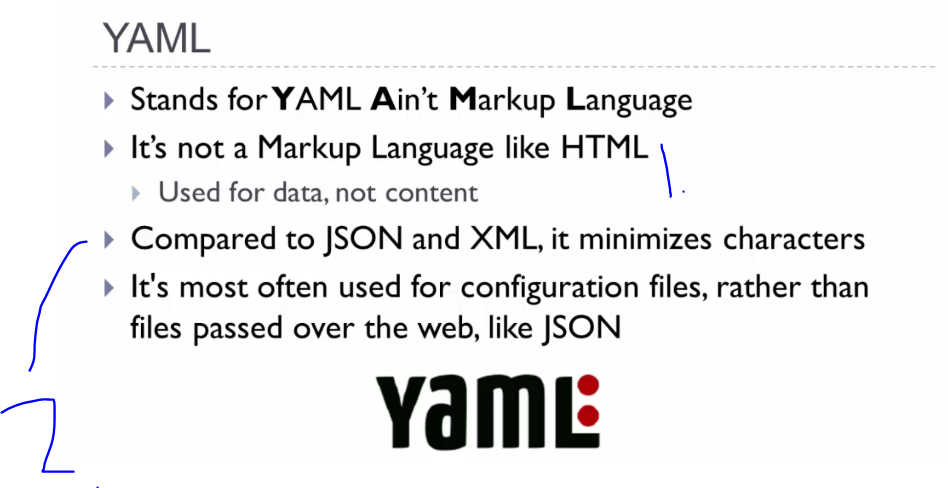 YAML
Stands for YAML Ain't Markup Language
It's not a Markup Language like HTML
Used for data, not content
Compared to JSON and XML, it minimizes characters
It's most often used for configuration files, rather than
files passed over the web, like JSON
YAML:
2